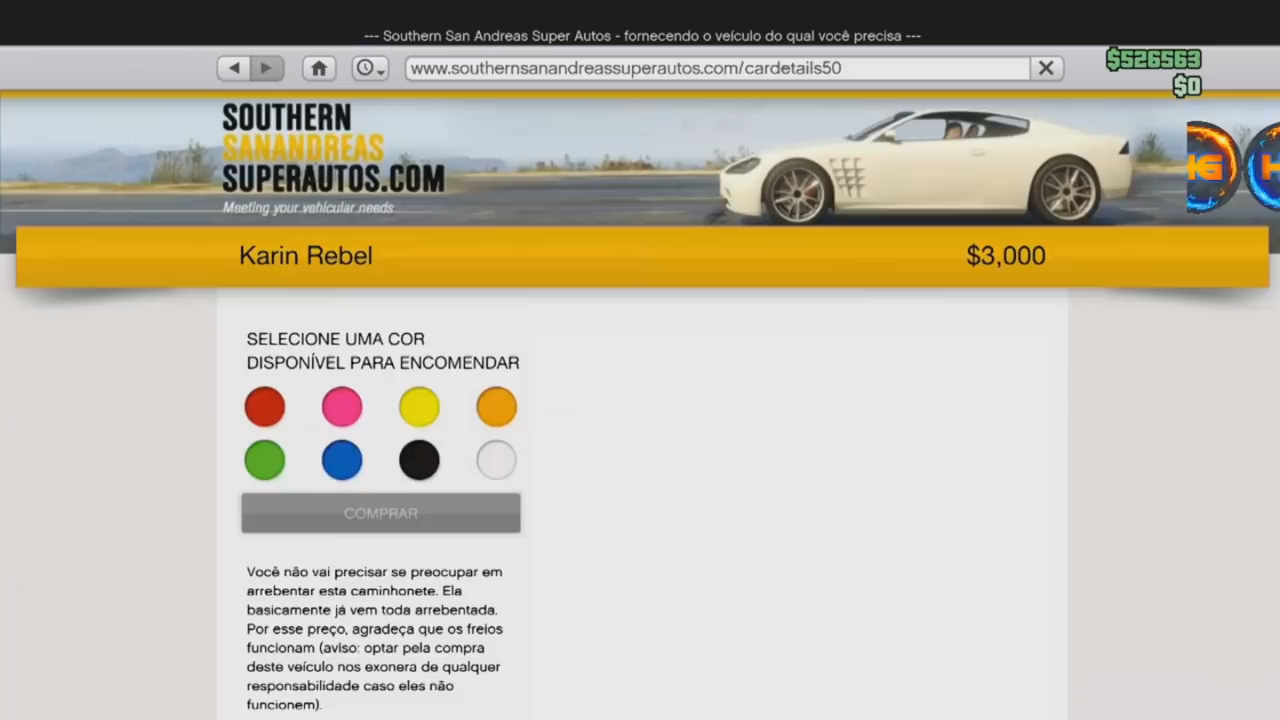 --- Southern San Andreas Super Autos - fornecendo o veículo do qual você precisa ---
www.southernsanandreassuperautos.com/cardetails50
$526563
$0
SOUTHERN
SANANDREAS
SUPERAUTOS.COM
Meeting your vehicular needs
Karin Rebel
$3,000
SELECIONE UMA COR
DISPONÍVEL PARA ENCOMENDAR
COMPRAR
Você não vai precisar se preocupar em
arrebentar esta caminhonete. Ela
basicamente já vem toda arrebentada.
Por esse preço, agradeça que os freios
funcionam (aviso: optar pela compra
deste veículo nos exonera de qualquer
responsabilidade caso eles não
funcionem).